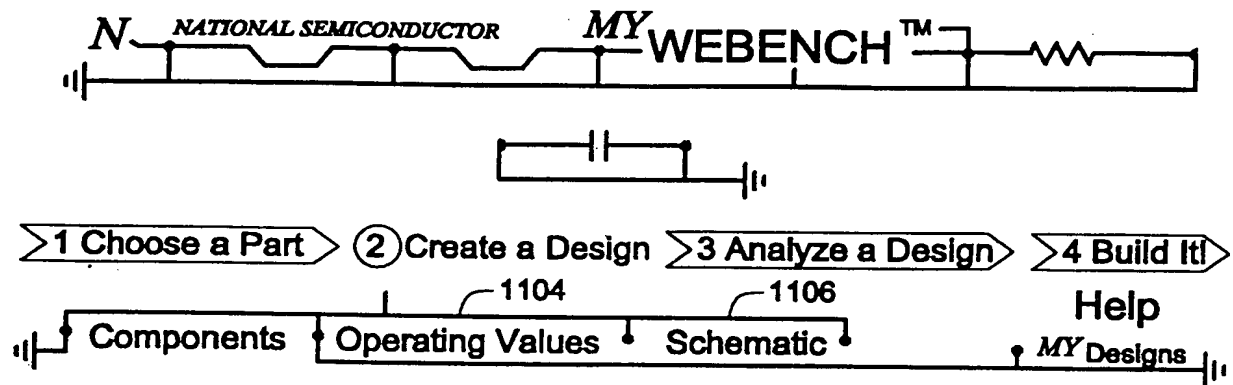 N NATIONAL SEMICONDUCTOR MY WEBENCH™
1 Choose a Part 2 Create a Design 3 Analyze a Design 4 Build It!
1104 1106 Help
Components Operating Values Schematic MY Designs